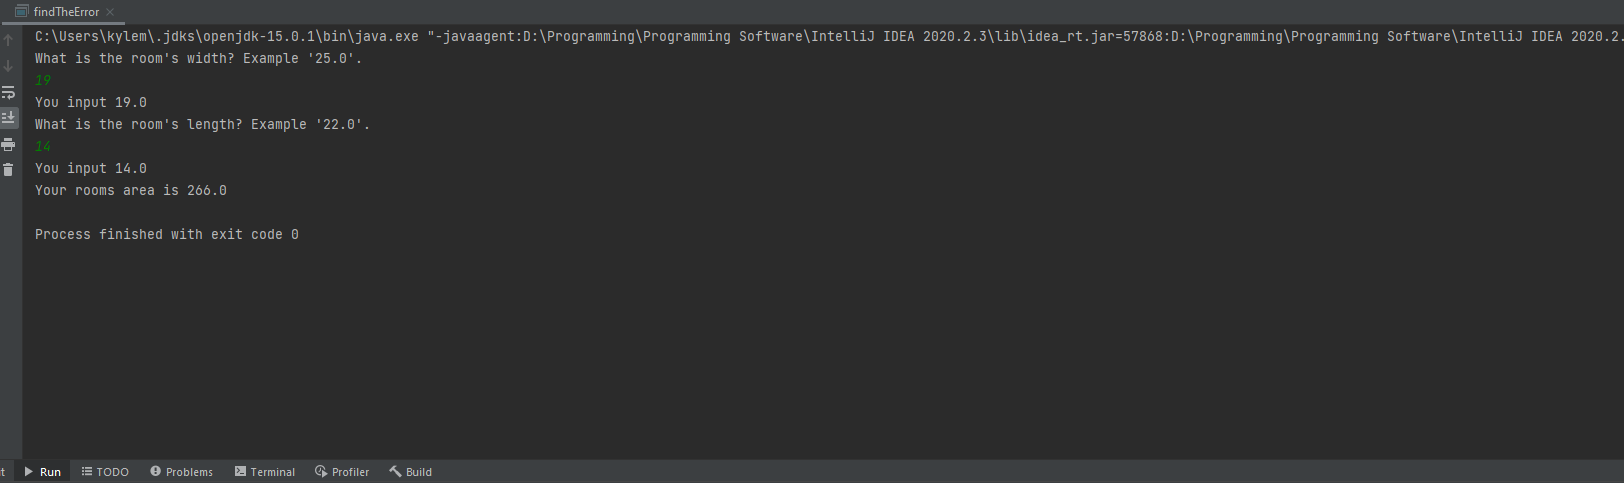 findTheError
C:\Users\kylem\.jdks\openjdk-15.0.1\bin\java.exe "-javaagent:D:\Programming\Programming Software\IntelliJ IDEA 2020.2.3\lib\idea_rt.jar=57868:D:\Programming\Programming Software\IntelliJ IDEA 2020.2.
What is the room's width? Example '25.0'.
19
You input 19.0
What is the room's length? Example '22.0'.
14
You input 14.0
Your rooms area is 266.0
Process finished with exit code 0
it Run TODO Problems Terminal Profiler Build